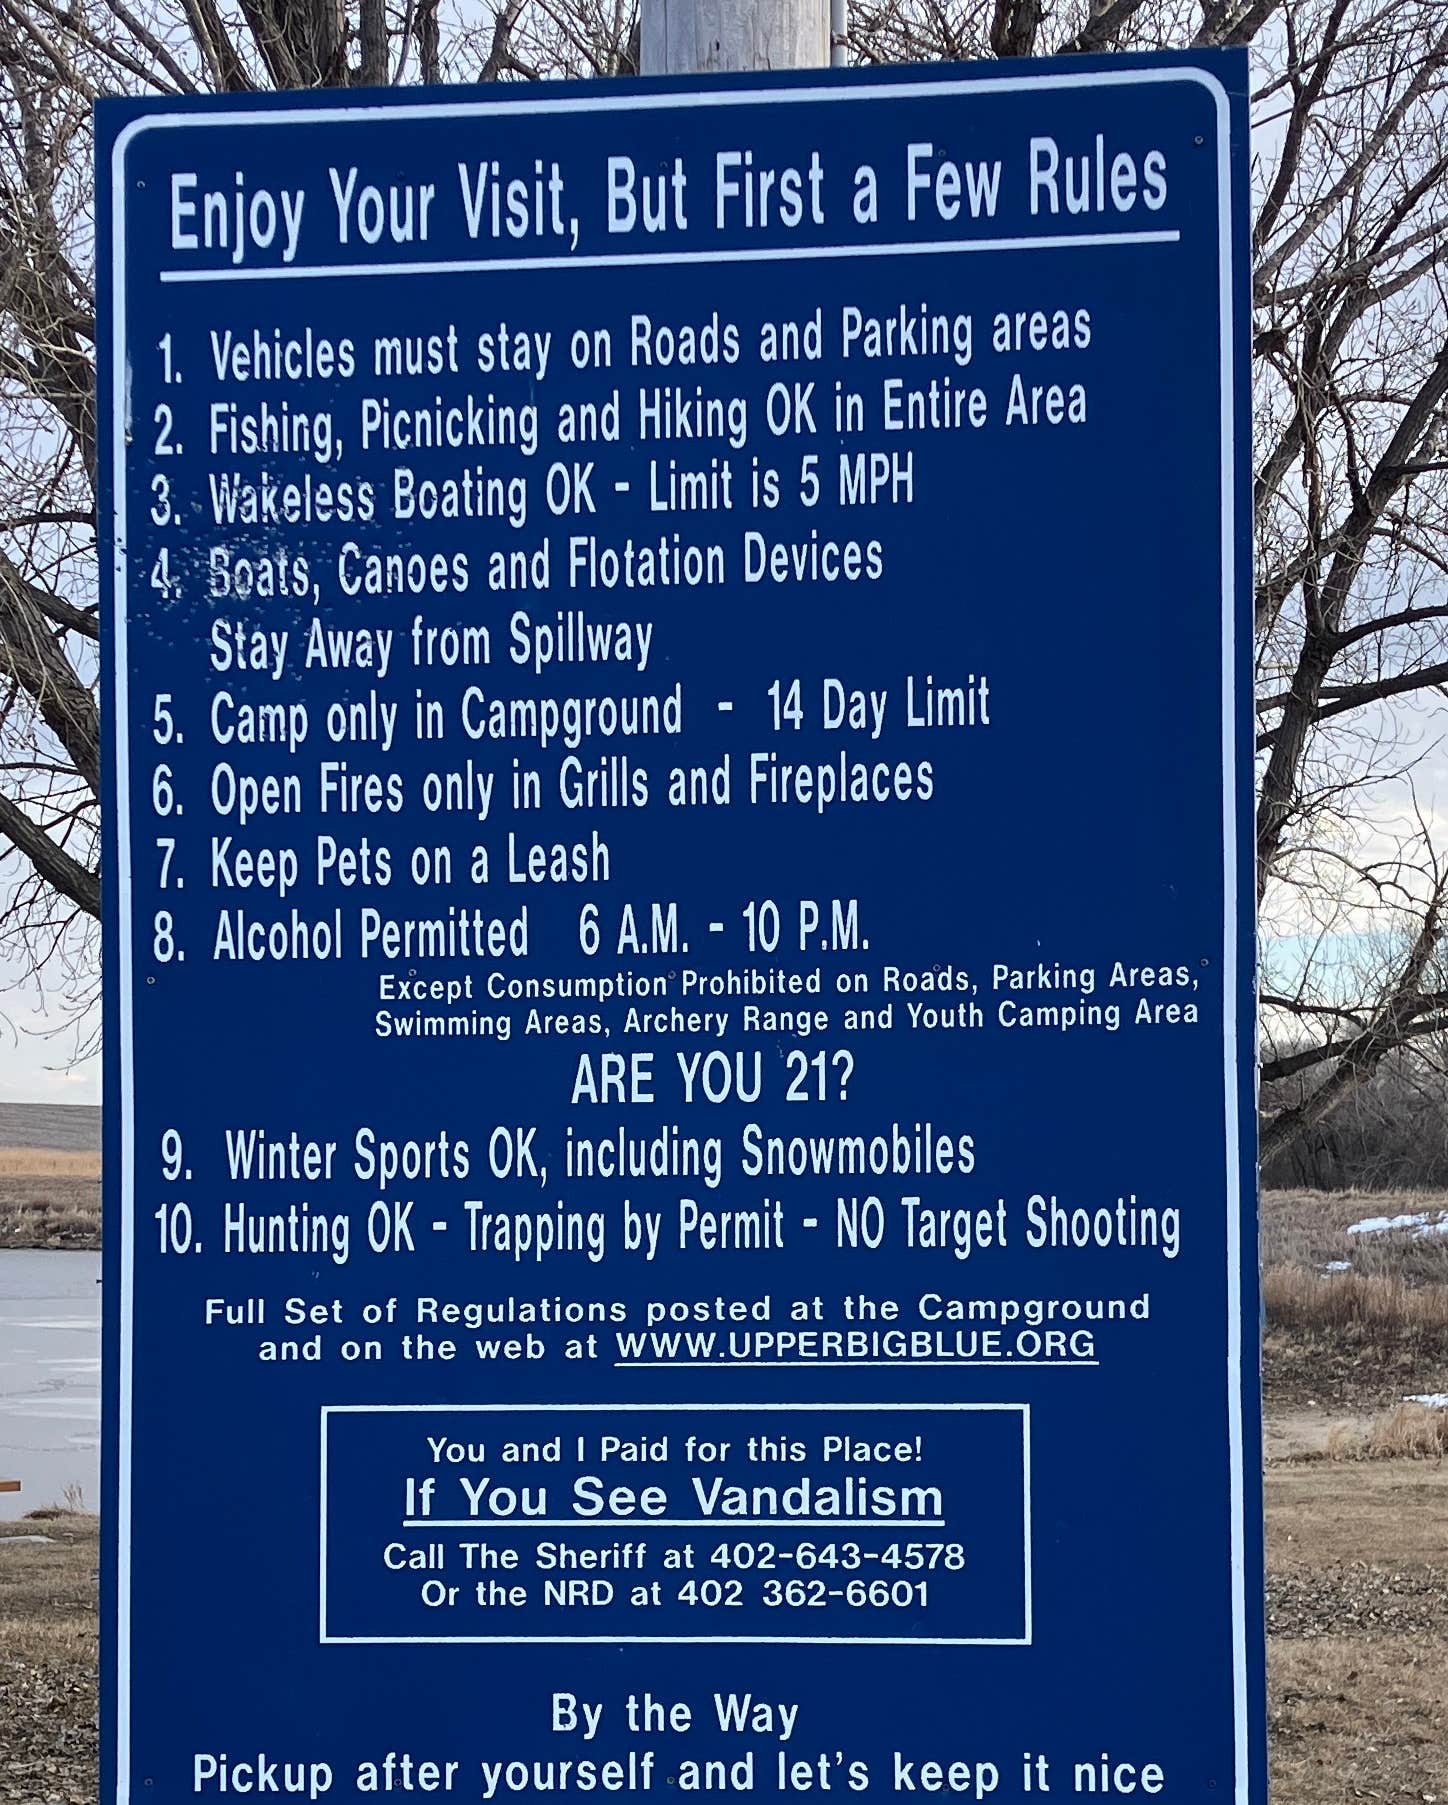 Enjoy Your Visit, But First a Few Rules
1. Vehicles must stay on Roads and Parking areas
2. Fishing, Picnicking and Hiking OK in Entire Area
3. Wakeless Boating OK - Limit is 5 MPH
4. Boats, Canoes and Flotation Devices
Stay Away from Spillway
5. Camp only in Campground - 14 Day Limit
6. Open Fires only in Grills and Fireplaces
7. Keep Pets on a Leash
8. Alcohol Permitted 6 A.M. - 10 P.M.
Except Consumption Prohibited on Roads, Parking Areas,
Swimming Areas, Archery Range and Youth Camping Area
ARE YOU 21?
9. Winter Sports OK, including Snowmobiles
10. Hunting OK - Trapping by Permit - NO Target Shooting
Full Set of Regulations posted at the Campground
and on the web at WWW.UPPERBIGBLUE.ORG
You and I Paid for this Place!
If You See Vandalism
Call The Sheriff at 402-643-4578
Or the NRD at 402 362-6601
By the Way
Pickup after yourself and let's keep it nice